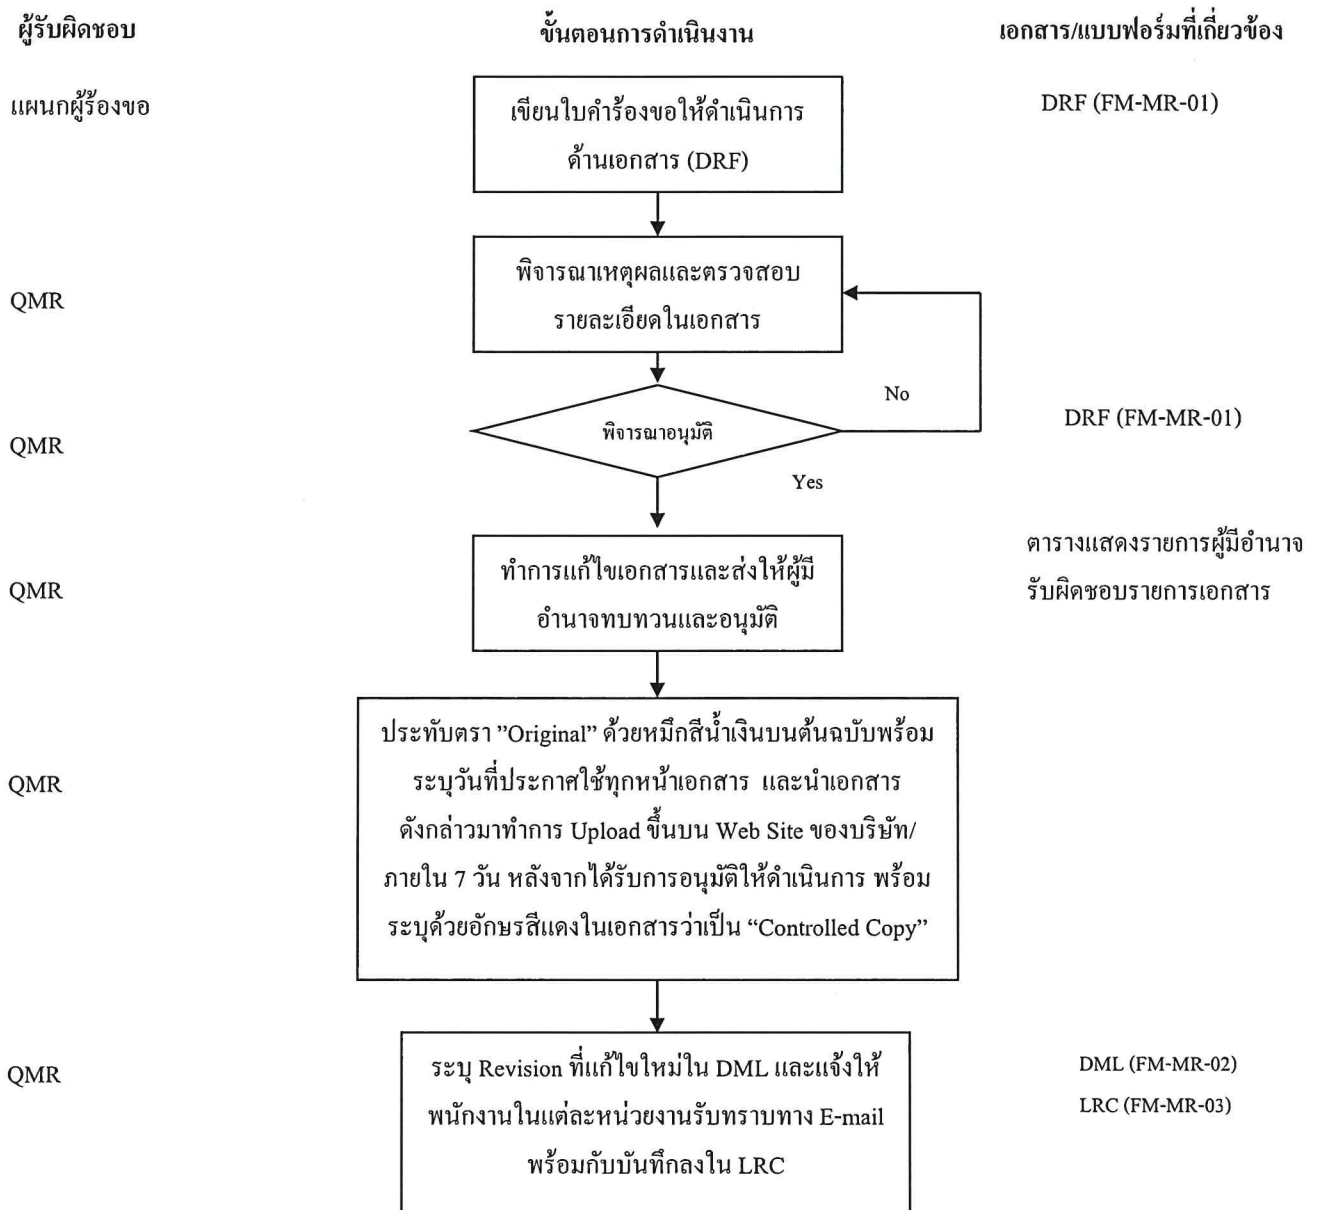 ผู้รับผิดชอบ
ขั้นตอนการดำเนินงาน
เอกสาร/แบบฟอร์มที่เกี่ยวข้อง
แผนกผู้ร้องขอ
เขียนใบคำร้องขอให้ดำเนินการ
ด้านเอกสาร (DRF)
DRF (FM-MR-01)
QMR
พิจารณาเหตุผลและตรวจสอบ
รายละเอียดในเอกสาร
No
QMR
พิจารณาอนุมัติ
DRF (FM-MR-01)
Yes
QMR
ทำการแก้ไขเอกสารและส่งให้ผู้มี
อำนาจทบทวนและอนุมัติ
ตารางแสดงรายการผู้มีอำนาจ
รับผิดชอบรายการเอกสาร
QMR
ประทับตรา ”Original” ด้วยหมึกสีน้ำเงินบนต้นฉบับพร้อม
ระบุวันที่ประกาศใช้ทุกหน้าเอกสาร และนำเอกสาร
ดังกล่าวมาทำการ Upload ขึ้นบน Web Site ของบริษัท/
ภายใน 7 วัน หลังจากได้รับการอนุมัติให้ดำเนินการ พร้อม
ระบุด้วยอักษรสีแดงในเอกสารว่าเป็น “Controlled Copy”
QMR
ระบุ Revision ที่แก้ไขใหม่ใน DML และแจ้งให้
พนักงานในแต่ละหน่วยงานรับทราบทาง E-mail
พร้อมกับบันทึกลงใน LRC
DML (FM-MR-02)
LRC (FM-MR-03)